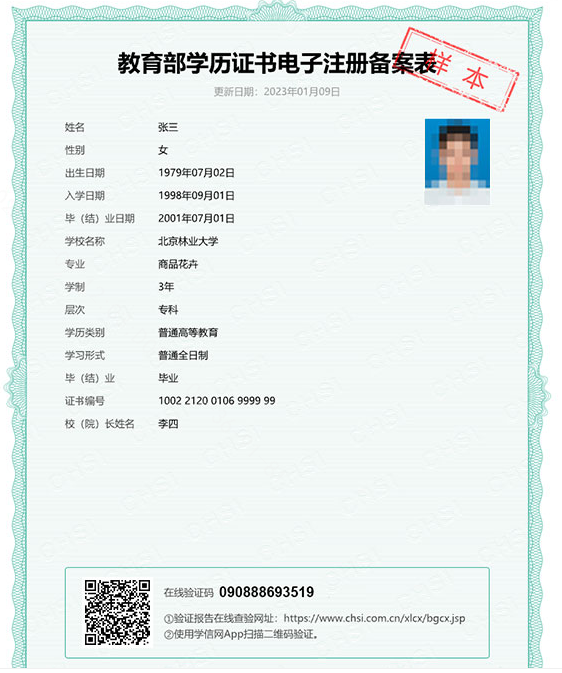 教育部学历证书电子注册备案表
样本
更新日期：2023年01月09日
姓名 张三
性别 女
出生日期 1979年07月02日
入学日期 1998年09月01日
毕（结）业日期 2001年07月01日
学校名称 北京林业大学
专业 商品花卉
学制 3年
层次 专科
学历类别 普通高等教育
学习形式 普通全日制
毕（结）业 毕业
证书编号 1002 2120 0106 9999 99
校（院）长姓名 李四
在线验证码 090888693519
①验证报告在线查验网址：https://www.chsi.com.cn/xlcx/bgcx.jsp
②使用学信网App扫描二维码验证。
CHSI